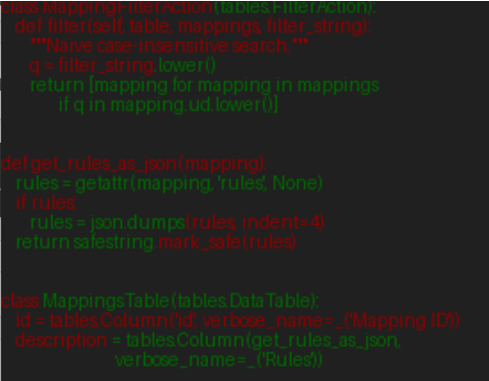 class MappingFilterAction(tables.FilterAction):
def filter(self, table, mappings, filter_string):
"""Naive case-insensitive search."""
q = filter_string.lower()
return [mapping for mapping in mappings
if q in mapping.ud.lower()]
def get_rules_as_json(mapping):
rules = getattr(mapping, 'rules', None)
if rules:
rules = json.dumps(rules, indent=4)
return safestring.mark_safe(rules)
class MappingsTable(tables.DataTable):
id = tables.Column('id', verbose_name=_('Mapping ID'))
description = tables.Column(get_rules_as_json,
verbose_name=_('Rules'))